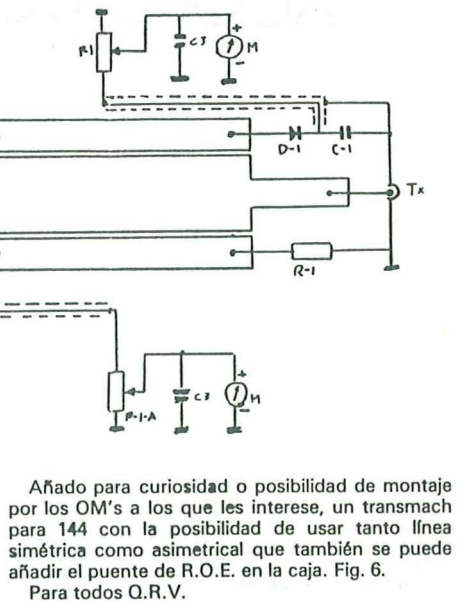 R1
C3
+
M
-
D-1
C-1
Tx
R-1
+
C3
M
-
R-1-A
Añado para curiosidad o posibilidad de montaje
por los OM's a los que les interese, un transmach
para 144 con la posibilidad de usar tanto línea
simétrica como asimetrical que también se puede
añadir el puente de R.O.E. en la caja. Fig. 6.
Para todos Q.R.V.